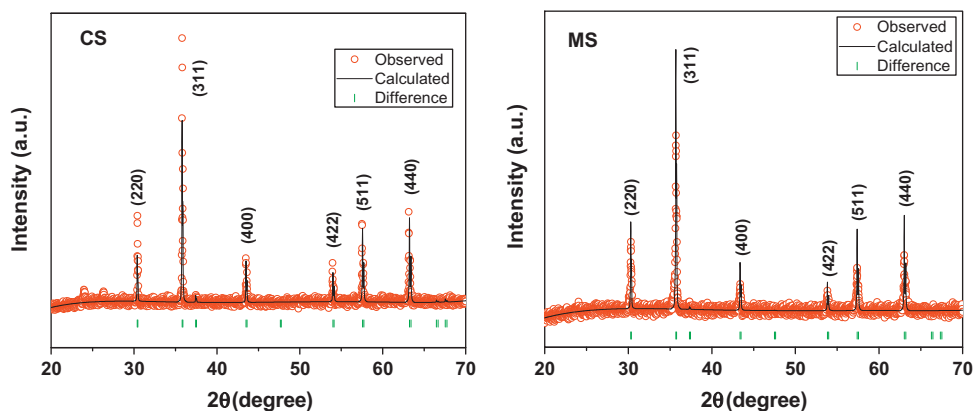 CS
Observed
Calculated
Difference
(220)
(311)
(400)
(422)
(511)
(440)
Intensity (a.u.)
20 30 40 50 60 70
2θ(degree)
MS
Observed
Calculated
Difference
(220)
(311)
(400)
(422)
(511)
(440)
Intensity (a.u.)
20 30 40 50 60 70
2θ(degree)